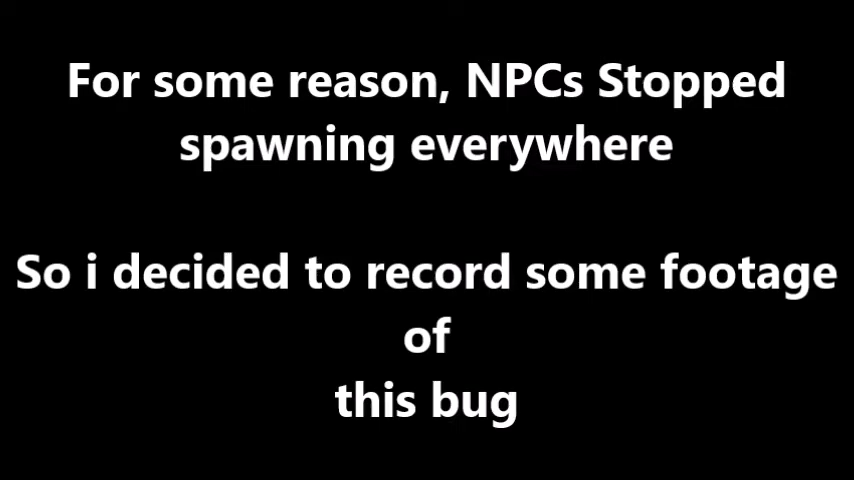 For some reason, NPCs Stopped
spawning everywhere
So i decided to record some footage
of
this bug